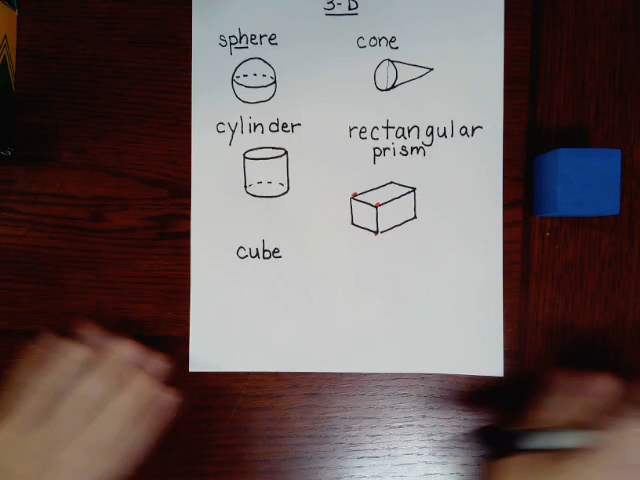 3-D
sphere
cone
cylinder
rectangular
prism
cube